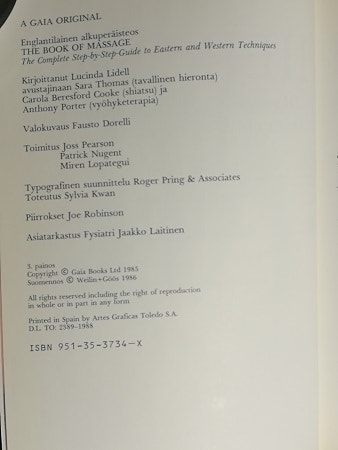 A GAIA ORIGINAL
Englantilainen alkuperäisteos
THE BOOK OF MASSAGE
The Complete Step-by-Step-Guide to Eastern and Western Techniques
Kirjoittanut Lucinda Lidell
avustajinaan Sara Thomas (tavallinen hieronta)
Carola Beresford Cooke (shiatsu) ja
Anthony Porter (vyöhyketerapia)
Valokuvaus Fausto Dorelli
Toimitus Joss Pearson
Patrick Nugent
Miren Lopategui
Typografinen suunnittelu Roger Pring & Associates
Toteutus Sylvia Kwan
Piirrokset Joe Robinson
Asiatarkastus Fysiatri Jaakko Laitinen
3. painos
Copyright © Gaia Books Ltd 1985
Suomennos © Weilin+Göös 1986
All rights reserved including the right of reproduction
in whole or in part in any form
Printed in Spain by Artes Graficas Toledo S.A.
D.L. TO: 2389-1988
ISBN 951-35-3734-X